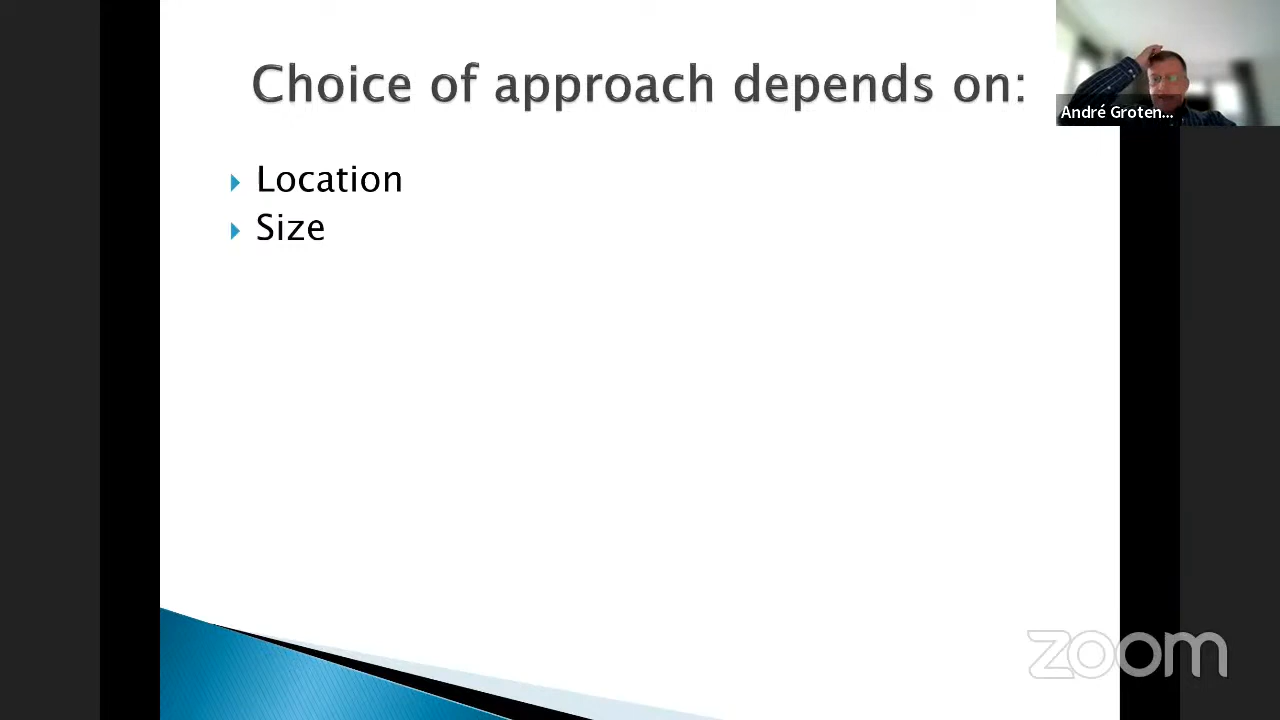 Choice of approach depends on:
André Groten...
Location
Size
zoom